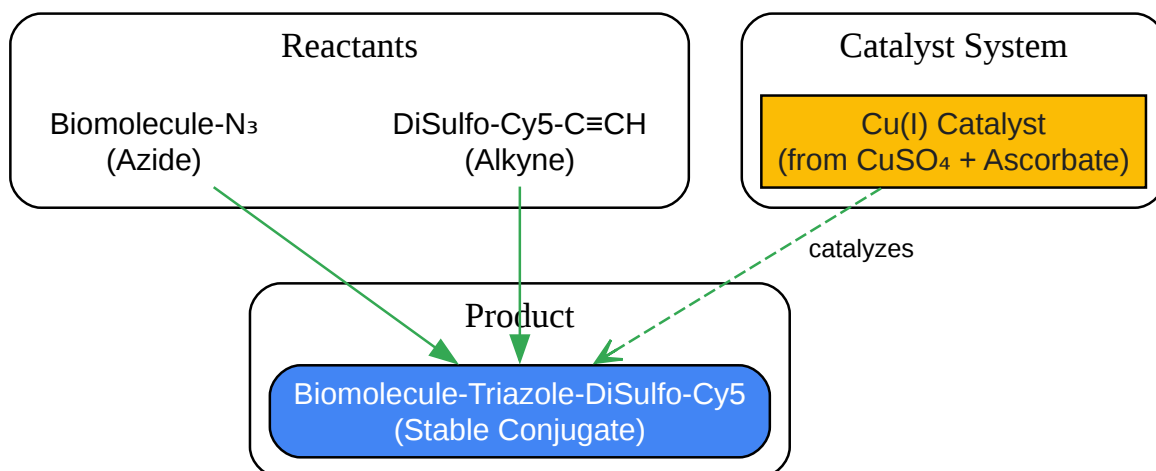 Reactants
Catalyst System
Biomolecule-N₃
(Azide)
DiSulfo-Cy5-C≡CH
(Alkyne)
Cu(I) Catalyst
(from CuSO₄ + Ascorbate)
catalyzes
Product
Biomolecule-Triazole-DiSulfo-Cy5
(Stable Conjugate)